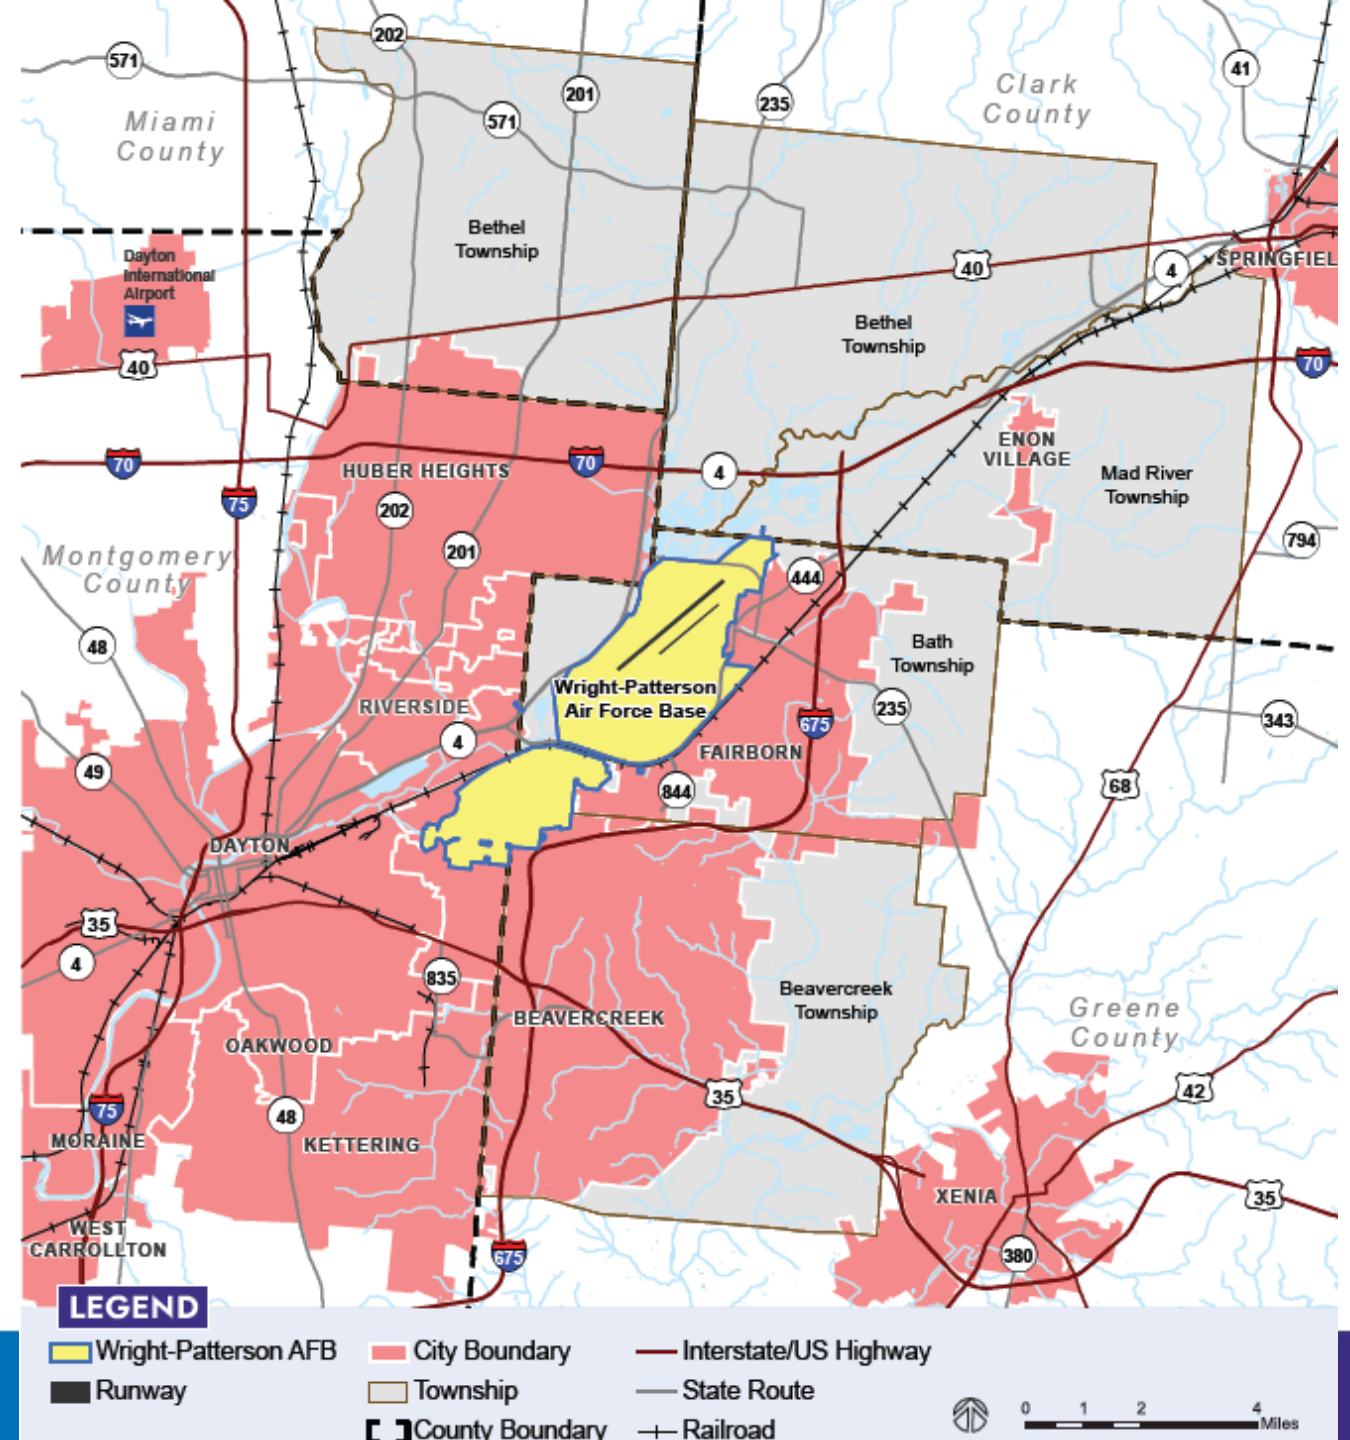 202
571
201
41
Clark
County
235
571
Miami
County
Bethel
Township
Dayton
International
Airport
40
4
SPRINGFIEL
Bethel
Township
40
70
ENON
VILLAGE
70
HUBER HEIGHTS
70
4
Mad River
Township
75
202
794
201
Montgomery
County
444
48
Bath
Township
Wright-Patterson
Air Force Base
RIVERSIDE
235
343
675
4
FAIRBORN
49
68
844
DAYTON
35
4
835
Beavercreek
Township
BEAVERCREEK
Greene
County
OAKWOOD
42
35
75
48
MORAINE
KETTERING
XENIA
35
WEST
CARROLLTON
380
675
LEGEND
Wright-Patterson AFB
City Boundary
Interstate/US Highway
Runway
Township
State Route
County Boundary
Railroad
0 1 2 4
Miles